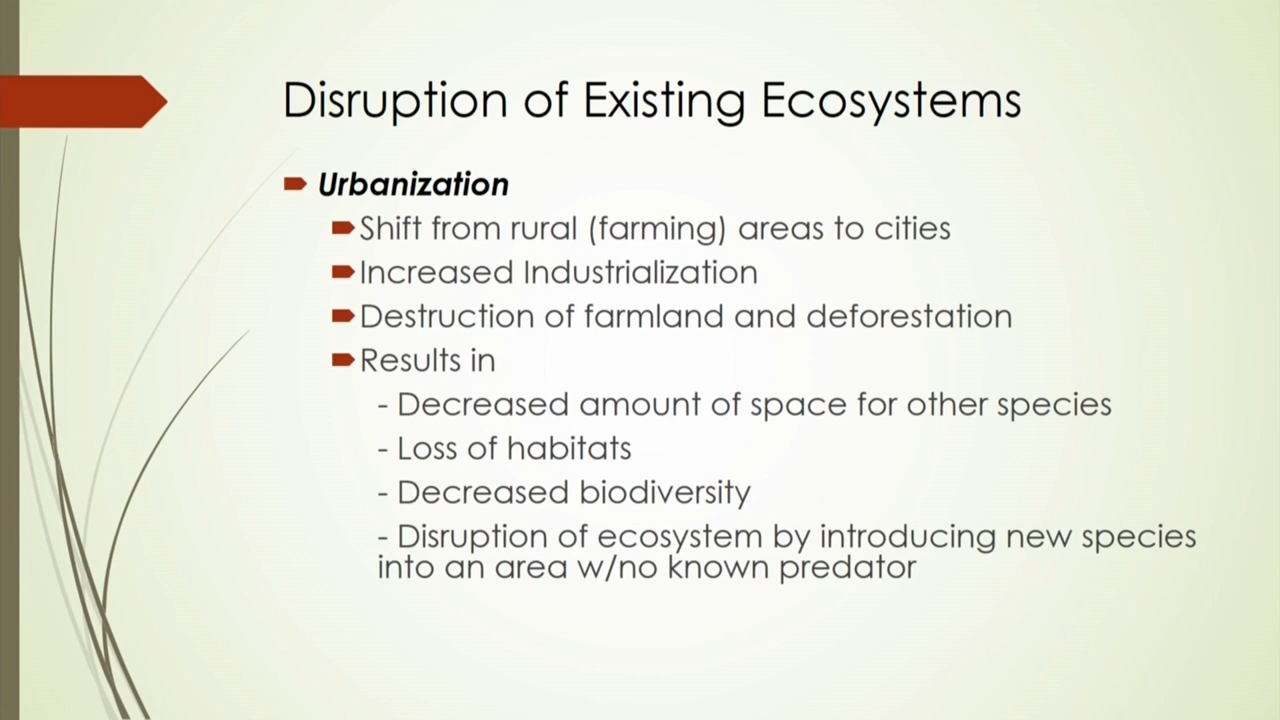 Disruption of Existing Ecosystems
Urbanization
Shift from rural (farming) areas to cities
Increased Industrialization
Destruction of farmland and deforestation
Results in
- Decreased amount of space for other species
- Loss of habitats
- Decreased biodiversity
- Disruption of ecosystem by introducing new species
into an area w/no known predator